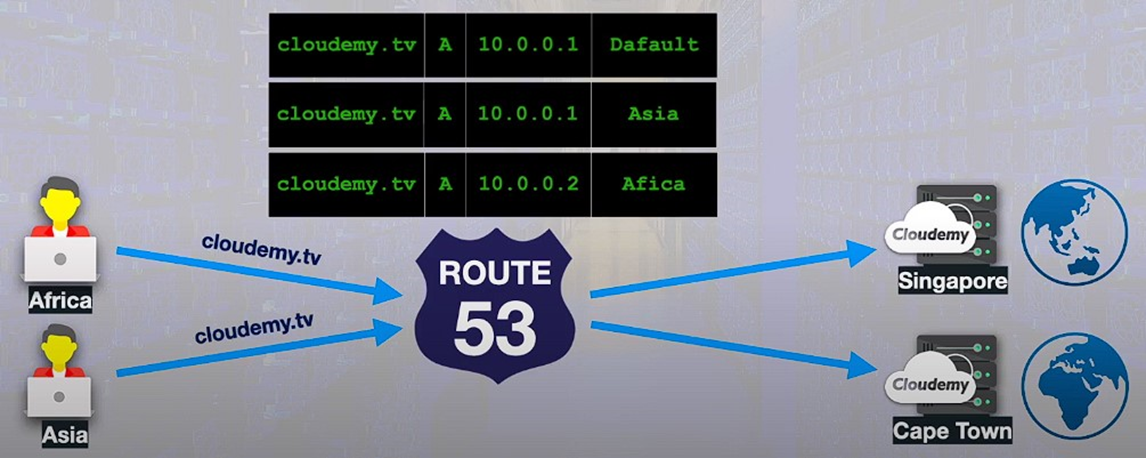 cloudemy.tv A 10.0.0.1 Dafault
cloudemy.tv A 10.0.0.1 Asia
cloudemy.tv A 10.0.0.2 Afica
cloudemy.tv
Africa
cloudemy.tv
Asia
ROUTE
53
Cloudemy
Singapore
Cloudemy
Cape Town